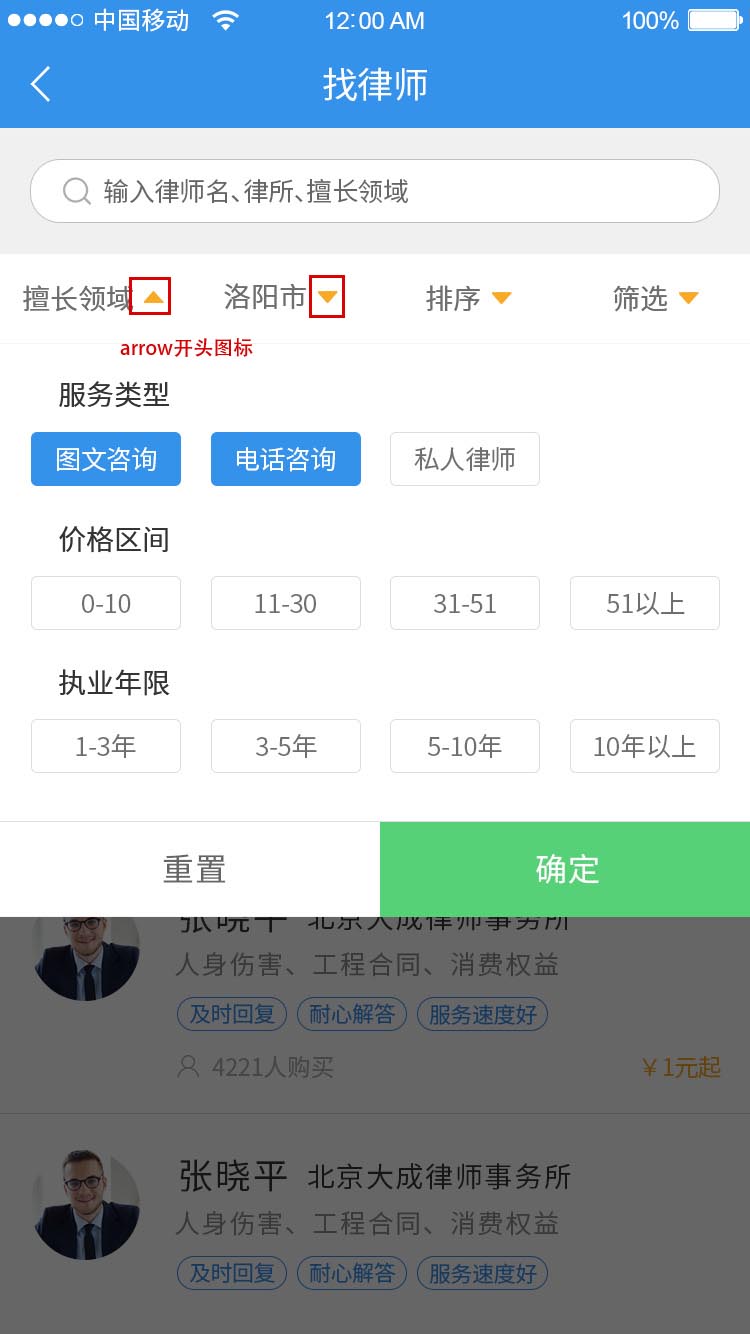 中国移动 12:00 AM 100%
找律师
输入律师名、律所、擅长领域
擅长领域 洛阳市 排序 筛选
arrow开头图标
服务类型
图文咨询 电话咨询 私人律师
价格区间
0-10 11-30 31-51 51以上
执业年限
1-3年 3-5年 5-10年 10年以上
重置 确定
张晓平 北京大成律师事务所
人身伤害、工程合同、消费权益
及时回复 耐心解答 服务速度好
4221人购买 ￥1元起
张晓平 北京大成律师事务所
人身伤害、工程合同、消费权益
及时回复 耐心解答 服务速度好